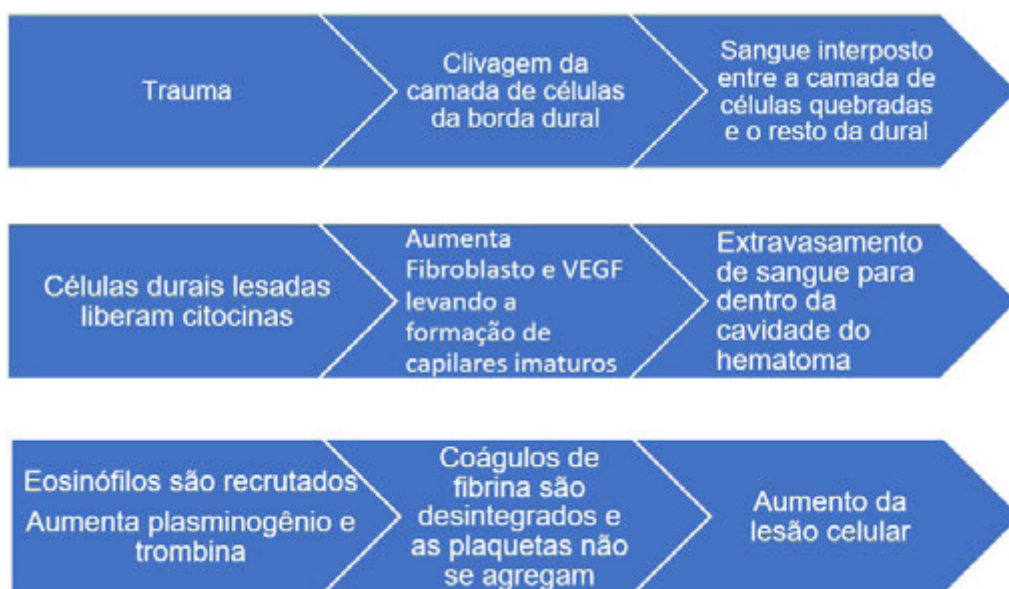 Trauma
Clivagem da
camada de células
da borda dural
Sangue interposto
entre a camada de
células quebradas
e o resto da dural
Células durais lesadas
liberam citocinas
Aumenta
Fibroblasto e VEGF
levando a
formação de
capilares imaturos
Extravasamento
de sangue para
dentro da
cavidade do
hematoma
Eosinófilos são recrutados
Aumenta plasminogênio e
trombina
Coágulos de
fibrina são
desintegrados e
as plaquetas não
se agregam
Aumento da
lesão celular